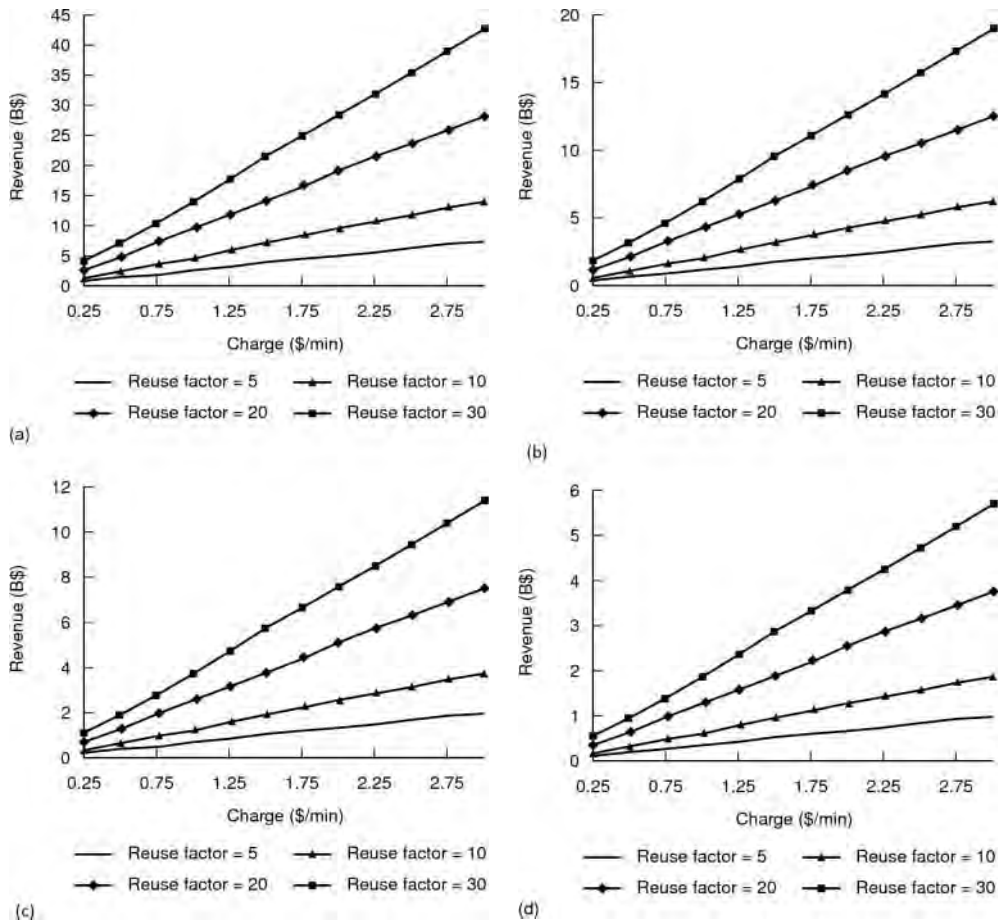 45
40
35
30
25
20
15
10
5
0
Revenue (B$)
0.25 0.75 1.25 1.75 2.25 2.75
Charge ($/min)
Reuse factor = 5 Reuse factor = 10
Reuse factor = 20 Reuse factor = 30
(a)
20
15
10
5
0
Revenue (B$)
0.25 0.75 1.25 1.75 2.25 2.75
Charge ($/min)
Reuse factor = 5 Reuse factor = 10
Reuse factor = 20 Reuse factor = 30
(b)
12
10
8
6
4
2
0
Revenue (B$)
0.25 0.75 1.25 1.75 2.25 2.75
Charge ($/min)
Reuse factor = 5 Reuse factor = 10
Reuse factor = 20 Reuse factor = 30
(c)
6
5
4
3
2
1
0
Revenue (B$)
0.25 0.75 1.25 1.75 2.25 2.75
Charge ($/min)
Reuse factor = 5 Reuse factor = 10
Reuse factor = 20 Reuse factor = 30
(d)